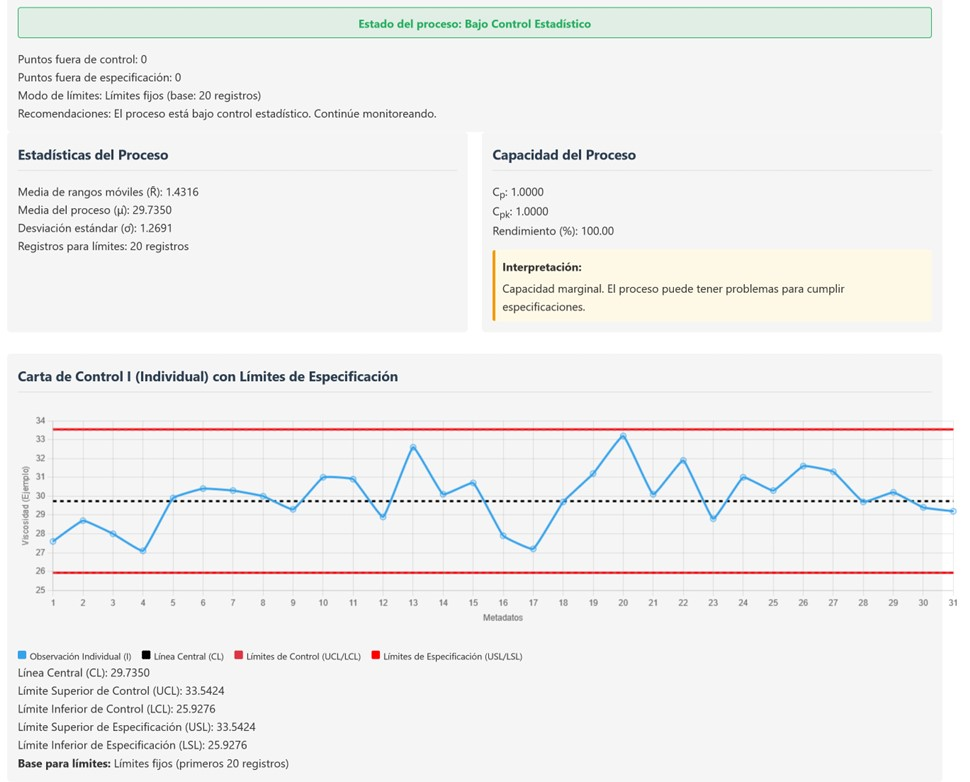 Estado del proceso: Bajo Control Estadístico
Puntos fuera de control: 0
Puntos fuera de especificación: 0
Modo de límites: Límites fijos (base: 20 registros)
Recomendaciones: El proceso está bajo control estadístico. Continúe monitoreando.
Estadísticas del Proceso
Media de rangos móviles (R̄): 1.4316
Media del proceso (μ̂): 29.7350
Desviación estándar (σ̂): 1.2691
Registros para límites: 20 registros
Capacidad del Proceso
Cp: 1.0000
Cpk: 1.0000
Rendimiento (%): 100.00
Interpretación:
Capacidad marginal. El proceso puede tener problemas para cumplir
especificaciones.
Carta de Control I (Individual) con Límites de Especificación
34
33
32
31
30
29
28
27
26
25
Viscosidad (Ejemplo)
1 2 3 4 5 6 7 8 9 10 11 12 13 14 15 16 17 18 19 20 21 22 23 24 25 26 27 28 29 30 31
Metadatos
Observación Individual (I) Línea Central (CL) Límites de Control (UCL/LCL) Límites de Especificación (USL/LSL)
Línea Central (CL): 29.7350
Límite Superior de Control (UCL): 33.5424
Límite Inferior de Control (LCL): 25.9276
Límite Superior de Especificación (USL): 33.5424
Límite Inferior de Especificación (LSL): 25.9276
Base para límites: Límites fijos (primeros 20 registros)